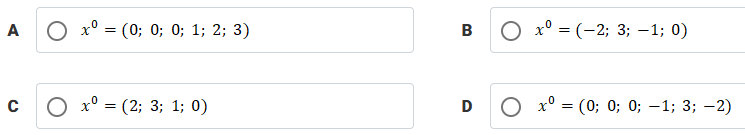 A x⁰ = (0; 0; 0; 1; 2; 3) B x⁰ = (−2; 3; −1; 0)
C x⁰ = (2; 3; 1; 0) D x⁰ = (0; 0; 0; −1; 3; −2)